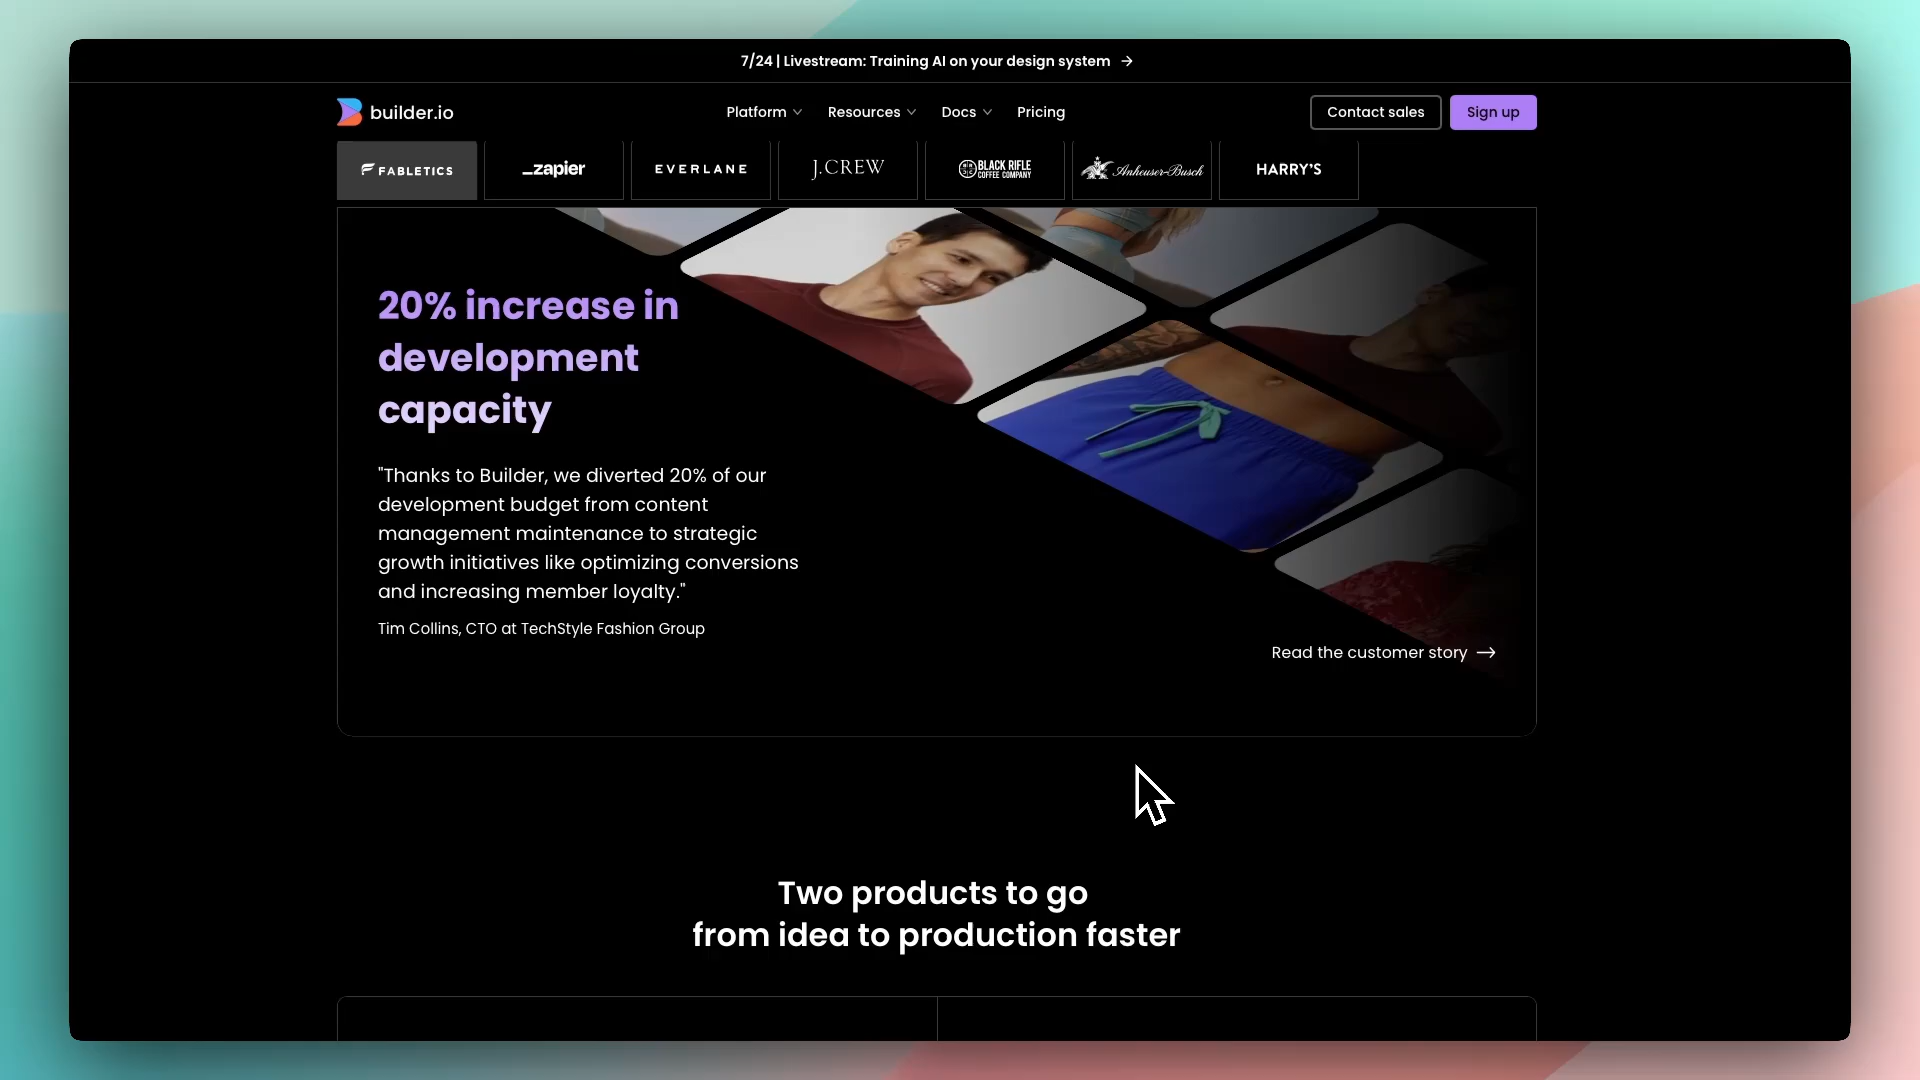 7/24 | Livestream: Training AI on your design system →
builder.io
Platform
Resources
Docs
Pricing
Contact sales
Sign up
FABLETICS
_zapier
EVERLANE
J.CREW
BLACK RIFLE
COFFEE COMPANY
Anheuser-Busch
HARRY'S
20% increase in
development
capacity
"Thanks to Builder, we diverted 20% of our
development budget from content
management maintenance to strategic
growth initiatives like optimizing conversions
and increasing member loyalty."
Tim Collins, CTO at TechStyle Fashion Group
Read the customer story →
Two products to go
from idea to production faster